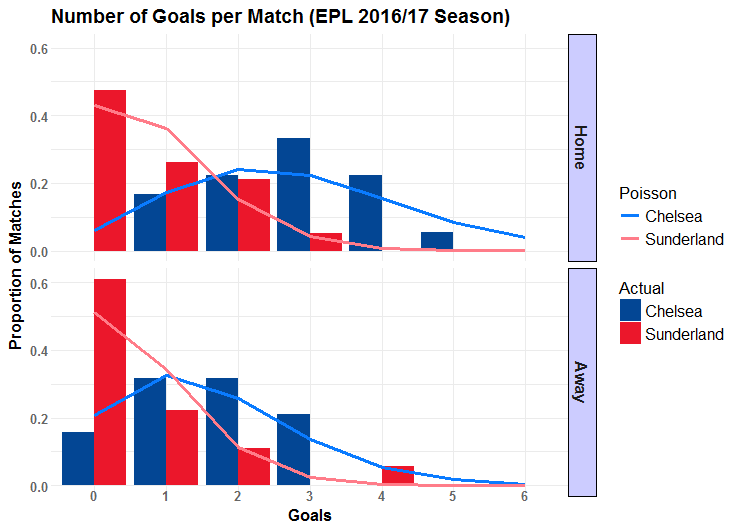 Number of Goals per Match (EPL 2016/17 Season)
Proportion of Matches
0.6
0.4
0.2
0.0
Home
0.6
0.4
0.2
0.0
Away
0 1 2 3 4 5 6
Goals
Poisson
Chelsea
Sunderland
Actual
Chelsea
Sunderland